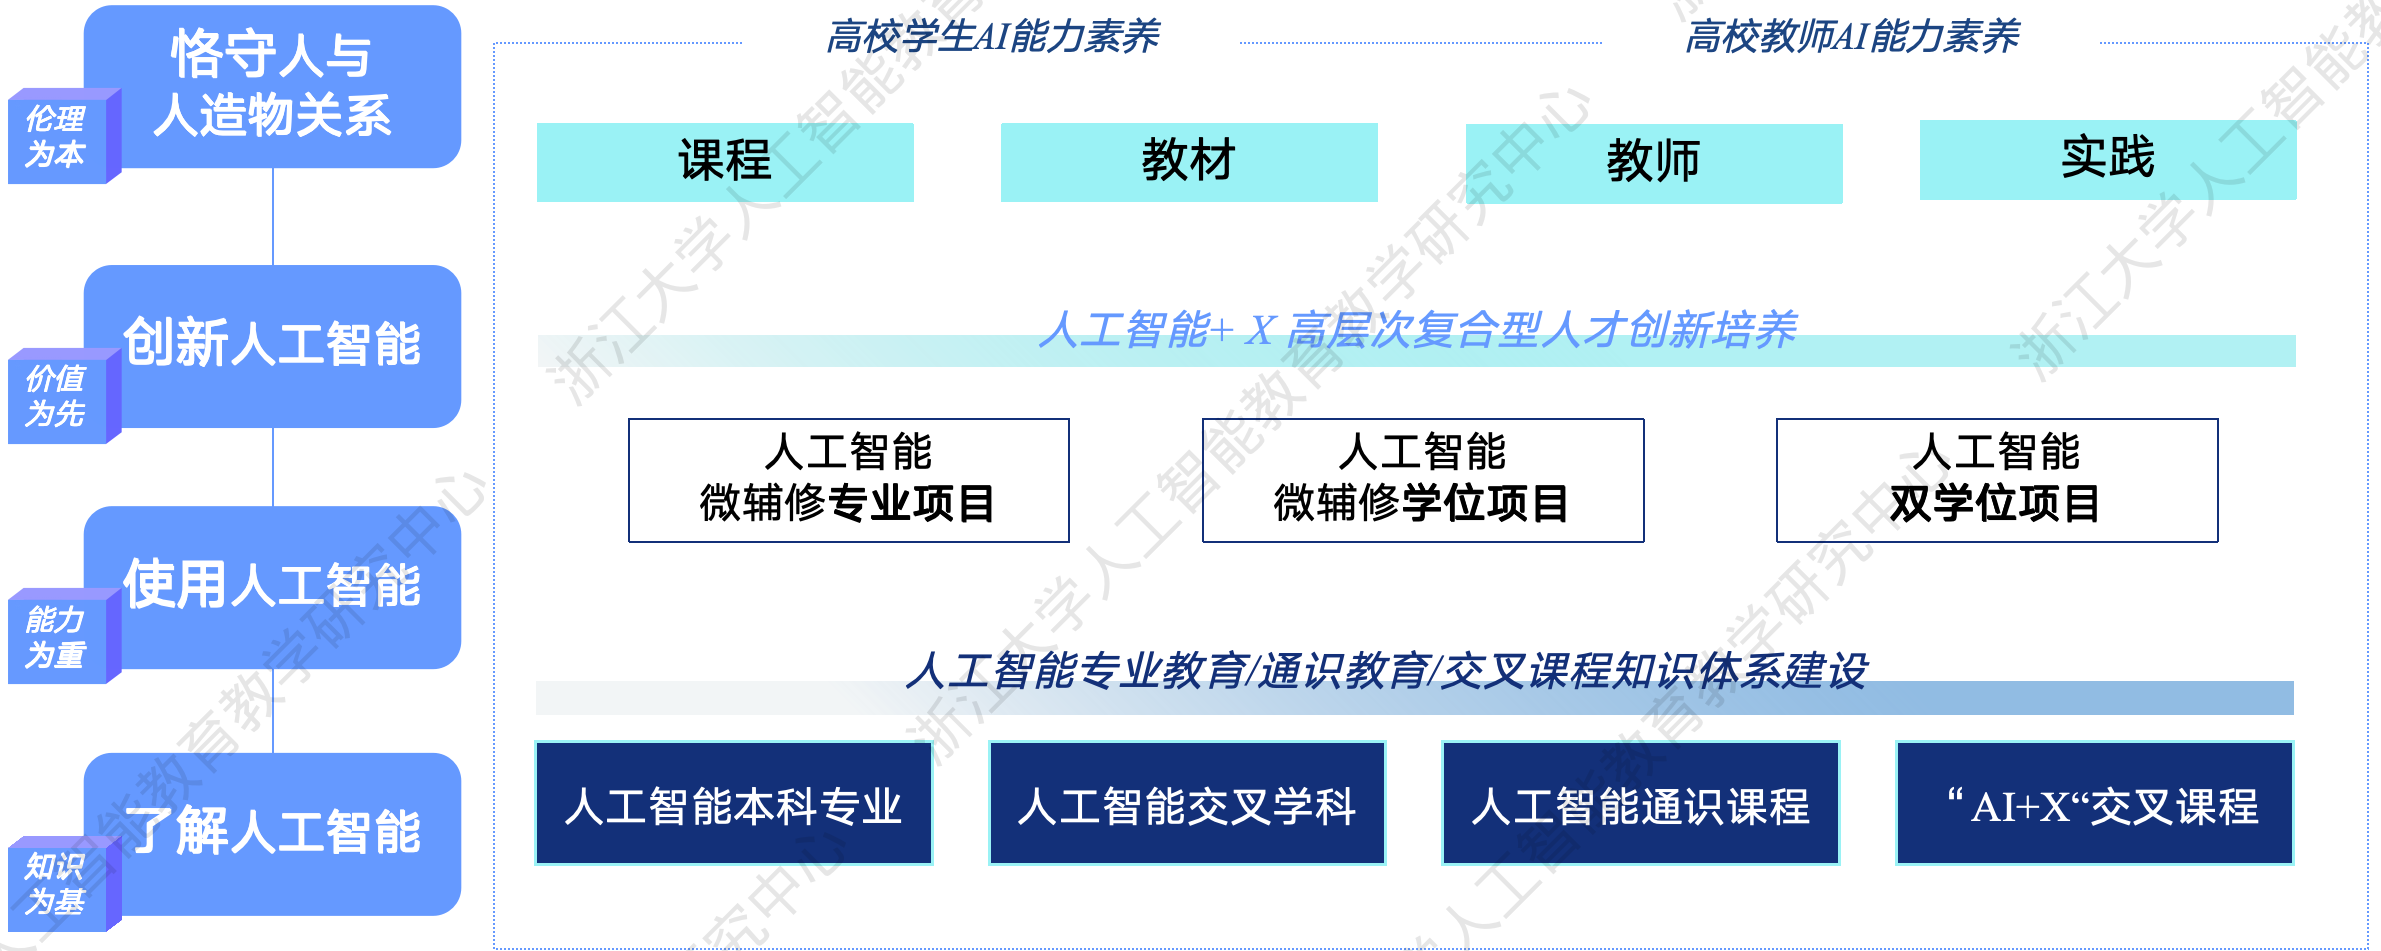 恪守人与
人造物关系
伦理
为本
创新人工智能
价值
为先
使用人工智能
能力
为重
了解人工智能
知识
为基
高校学生AI能力素养
高校教师AI能力素养
课程
教材
教师
实践
人工智能+ X 高层次复合型人才创新培养
人工智能
微辅修专业项目
人工智能
微辅修学位项目
人工智能
双学位项目
人工智能专业教育/通识教育/交叉课程知识体系建设
人工智能本科专业
人工智能交叉学科
人工智能通识课程
“AI+X“交叉课程
浙江大学人工智能教育教学研究中心